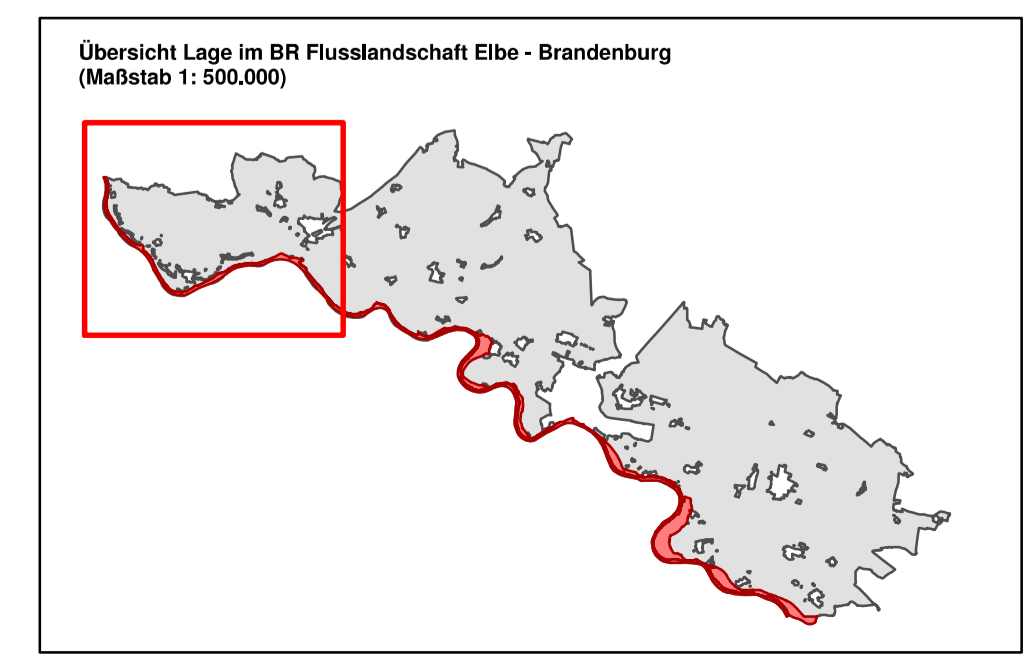 Übersicht Lage im BR Flusslandschaft Elbe - Brandenburg
(Maßstab 1: 500.000)